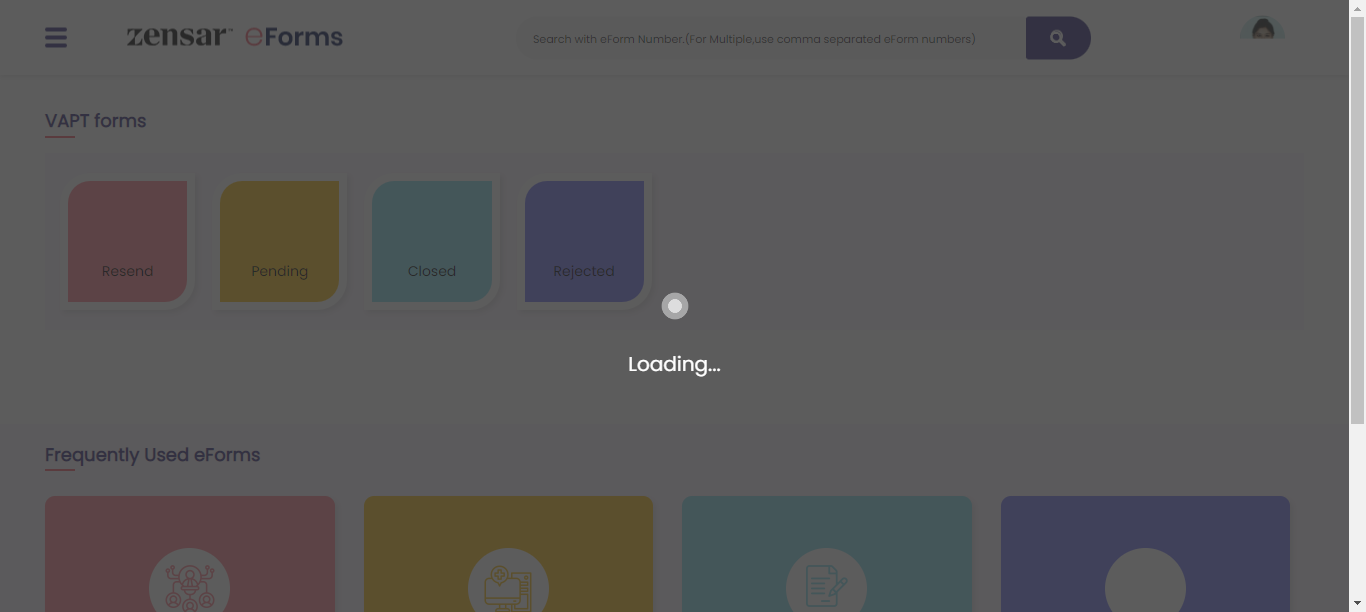 zensar™ eForms
Search with eForm Number.(For Multiple,use comma separated eForm numbers)
VAPT forms
Resend
Pending
Closed
Rejected
Loading...
Frequently Used eForms